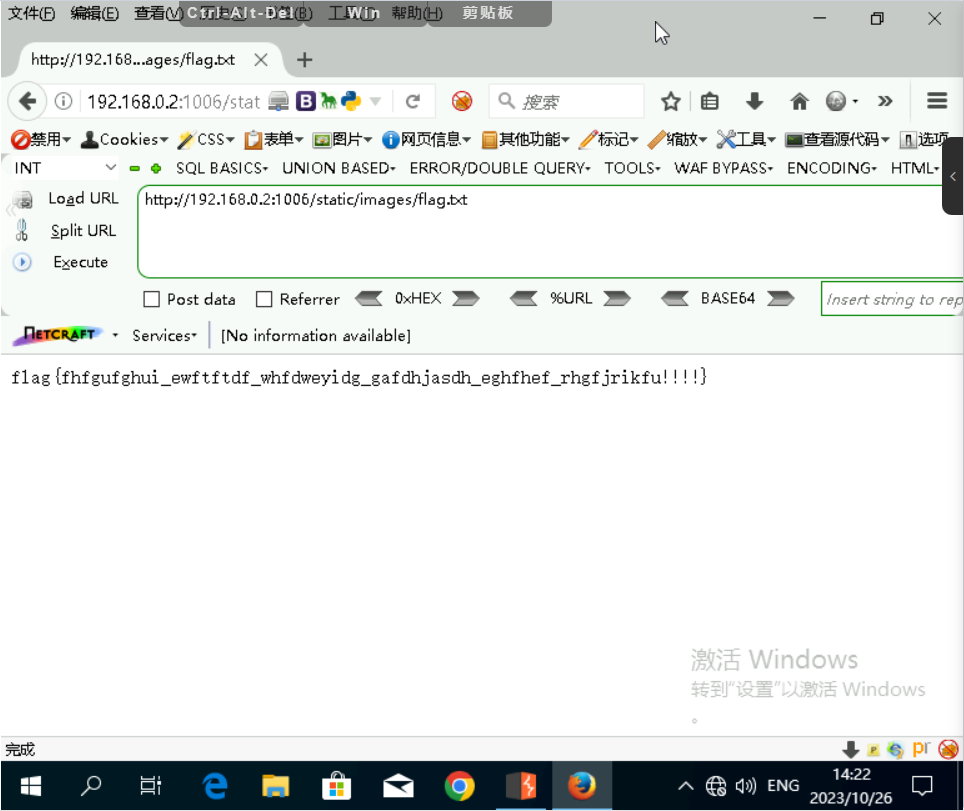 文件(F) 编辑(E) 查看(V) Ctrl-Alt-Del 工具(T) Win 帮助(H) 剪贴板
http://192.168...ages/flag.txt
192.168.0.2:1006/stat 搜索
禁用 Cookies CSS 表单 图片 网页信息 其他功能 标记 缩放 工具 查看源代码 选项
INT SQL BASICS UNION BASED ERROR/DOUBLE QUERY TOOLS WAF BYPASS ENCODING HTML
Load URL http://192.168.0.2:1006/static/images/flag.txt
Split URL
Execute
Post data Referrer 0xHEX %URL BASE64 Insert string to rep
NETCRAFT Services [No information available]
flag{fhfgufghui_ewftftdf_whfdweyidg_gafdhjasdh_eghfhef_rhgfjrikfu!!!!}
激活 Windows
转到"设置"以激活 Windows
。
完成 pr
ENG 14:22
2023/10/26